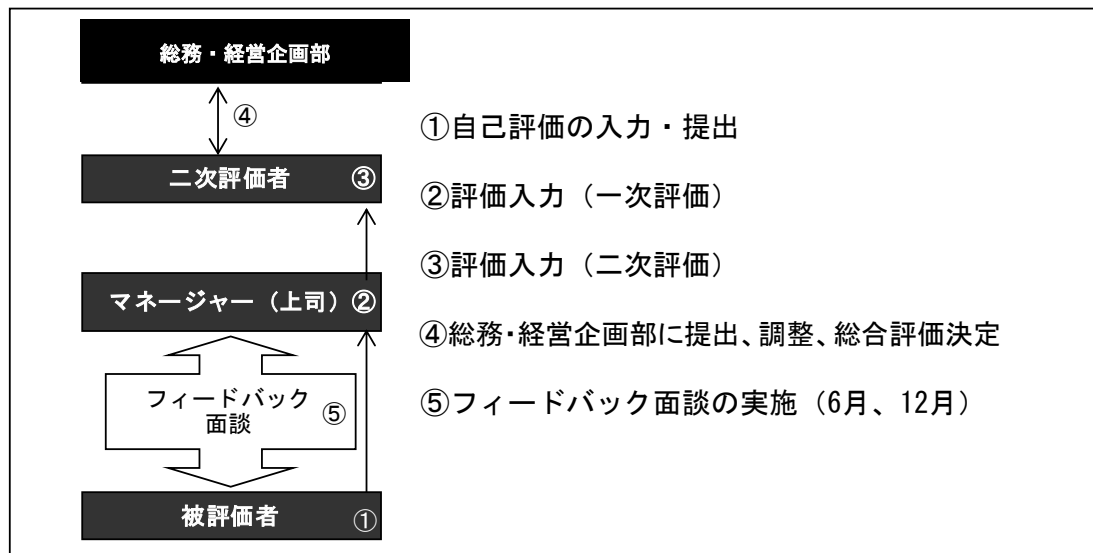 総務・経営企画部
④
二次評価者 ③
マネージャー（上司）②
フィードバック
面談
⑤
被評価者 ①
①自己評価の入力・提出
②評価入力（一次評価）
③評価入力（二次評価）
④総務・経営企画部に提出、調整、総合評価決定
⑤フィードバック面談の実施（6月、12月）